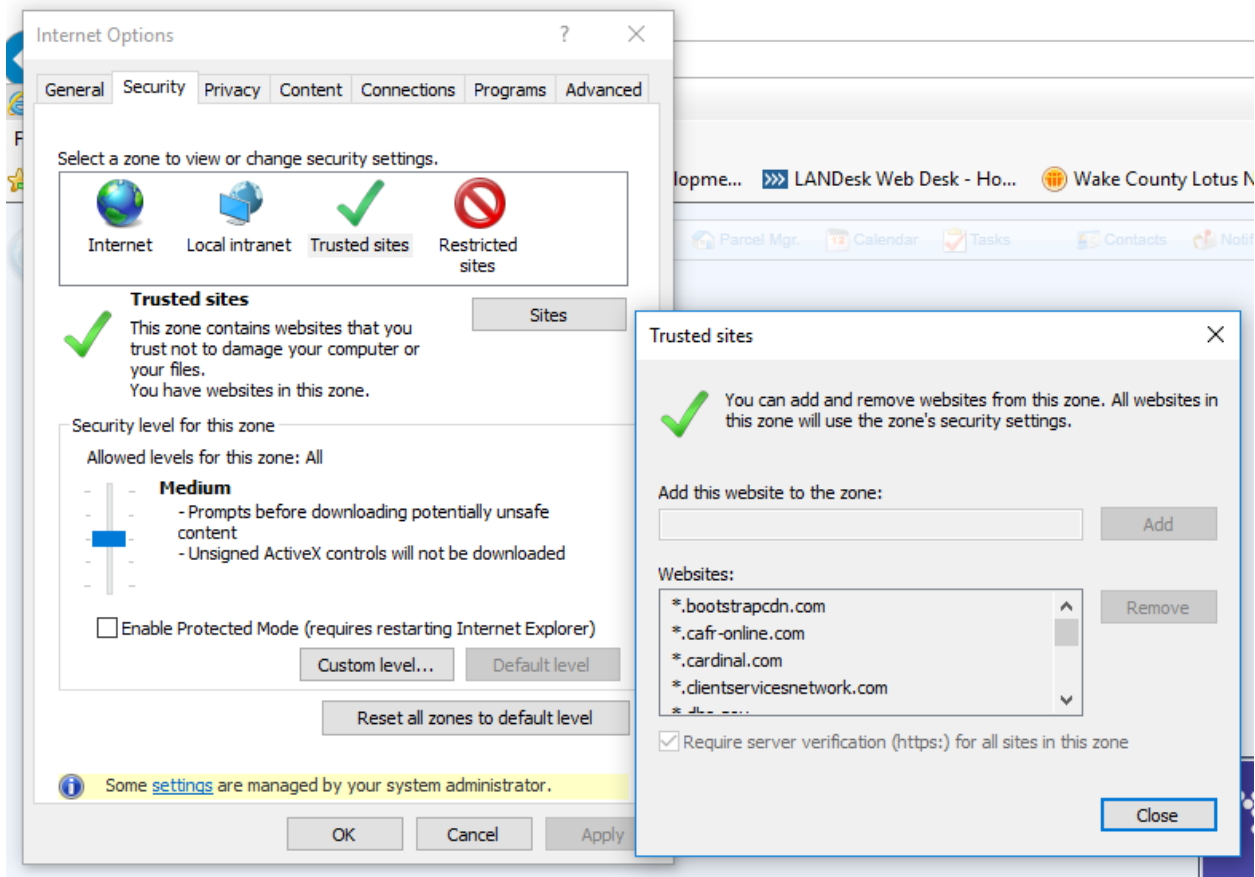 Internet Options
?
General Security Privacy Content Connections Programs Advanced
Select a zone to view or change security settings.
Internet
Local intranet
Trusted sites
Restricted
sites
Trusted sites
Sites
This zone contains websites that you
trust not to damage your computer or
your files.
You have websites in this zone.
Security level for this zone
Allowed levels for this zone: All
Medium
- Prompts before downloading potentially unsafe
content
- Unsigned ActiveX controls will not be downloaded
Enable Protected Mode (requires restarting Internet Explorer)
Custom level...
Default level
Reset all zones to default level
Some settings are managed by your system administrator.
OK
Cancel
Apply
F
lopme...
LANDesk Web Desk - Ho...
Wake County Lotus N
Parcel Mgr.
12
Calendar
Tasks
Contacts
Notif
Trusted sites
You can add and remove websites from this zone. All websites in
this zone will use the zone's security settings.
Add this website to the zone:
Add
Websites:
*.bootstrapcdn.com
*.cafr-online.com
*.cardinal.com
*.clientservicesnetwork.com
Remove
Require server verification (https:) for all sites in this zone
Close